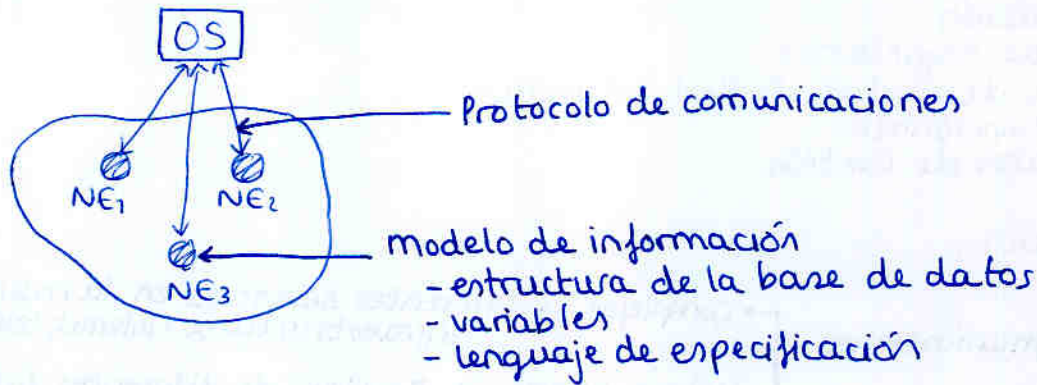 OS
Protocolo de comunicaciones
NE1
NE2
NE3
modelo de información
- estructura de la base de datos
- variables
- lenguaje de especificación